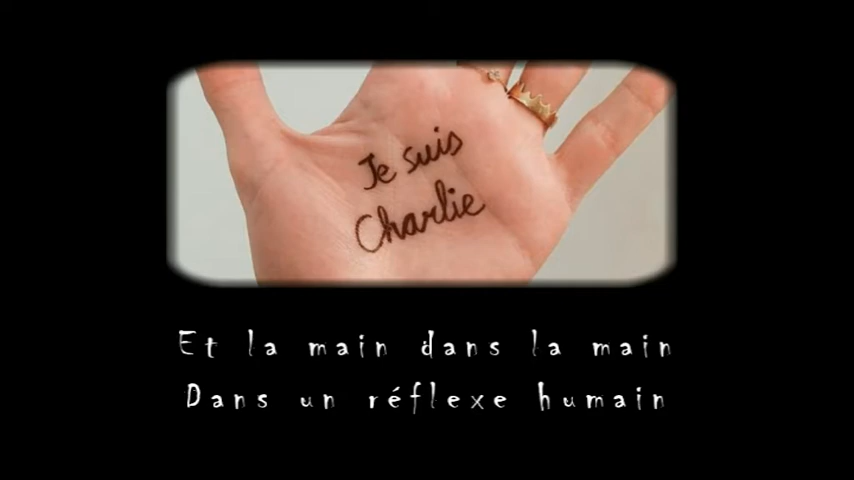 Je suis
Charlie
Et la main dans la main
Dans un réflexe humain